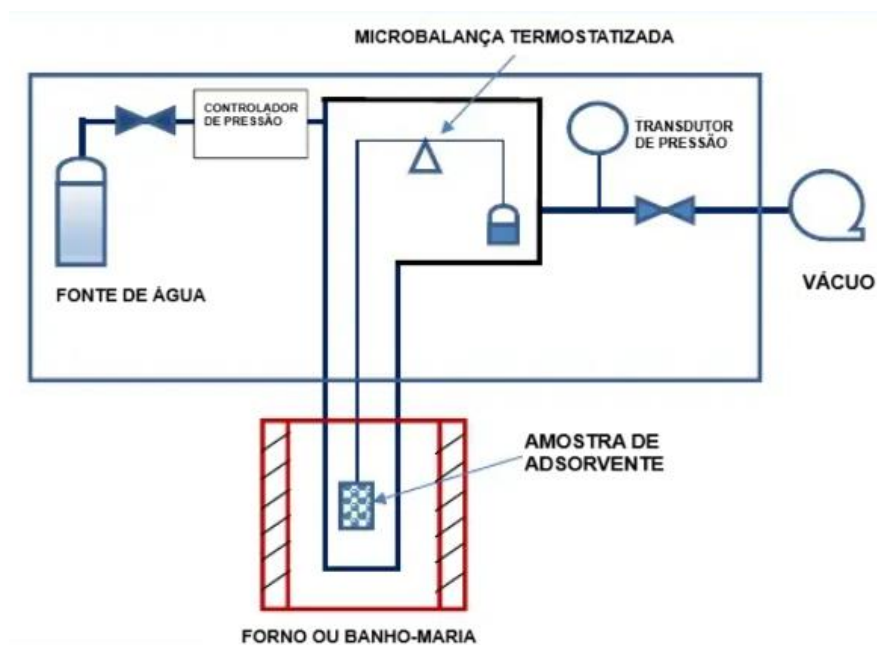 MICROBALANÇA TERMOSTATIZADA
CONTROLADOR
DE PRESSÃO
TRANSDUTOR
DE PRESSÃO
FONTE DE ÁGUA
VÁCUO
AMOSTRA DE
ADSORVENTE
FORNO OU BANHO-MARIA